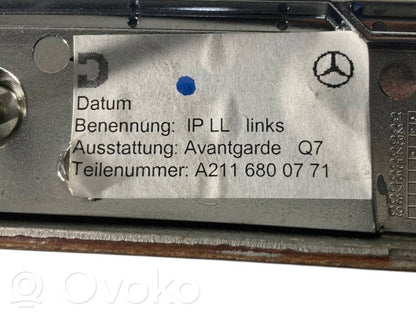 Datum
Benennung: IP LL links
Ausstattung: Avantgarde Q7
Teilenummer: A211 680 07 71
© Ovoko